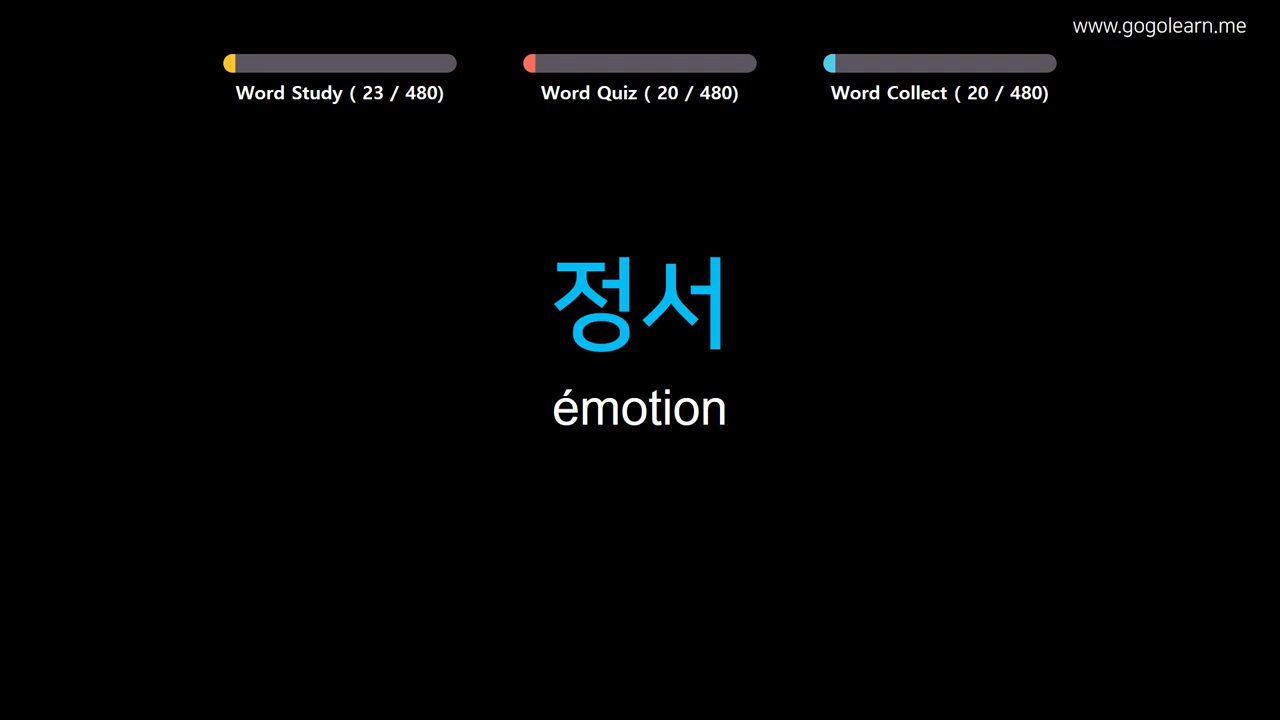 www.gogolearn.me
Word Study ( 23 / 480)
Word Quiz ( 20 / 480)
Word Collect ( 20 / 480)
정서
émotion